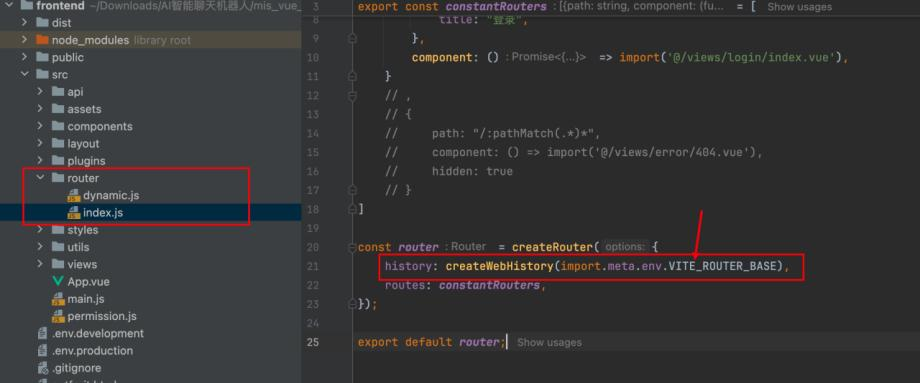 frontend ~/Downloads/AI智能聊天机器人/mis_vue_
dist
node_modules library root
public
src
api
assets
components
layout
plugins
router
dynamic.js
index.js
styles
utils
views
App.vue
main.js
permission.js
.env.development
.env.production
.gitignore
3 export const constantRouters : [{path: string, component: (fu... = [ Show usages
title: "登录",
9 },
10 component: () :Promise<{...}> => import('@/views/login/index.vue'),
11 }
12 // ,
13 // {
14 // path: "/:pathMatch(.*)*",
15 // component: () => import('@/views/error/404.vue'),
16 // hidden: true
17 // }
18 ]
19
20 const router : Router = createRouter( options: {
21 history: createWebHistory(import.meta.env.VITE_ROUTER_BASE),
22 routes: constantRouters,
23 });
24
25 export default router; Show usages